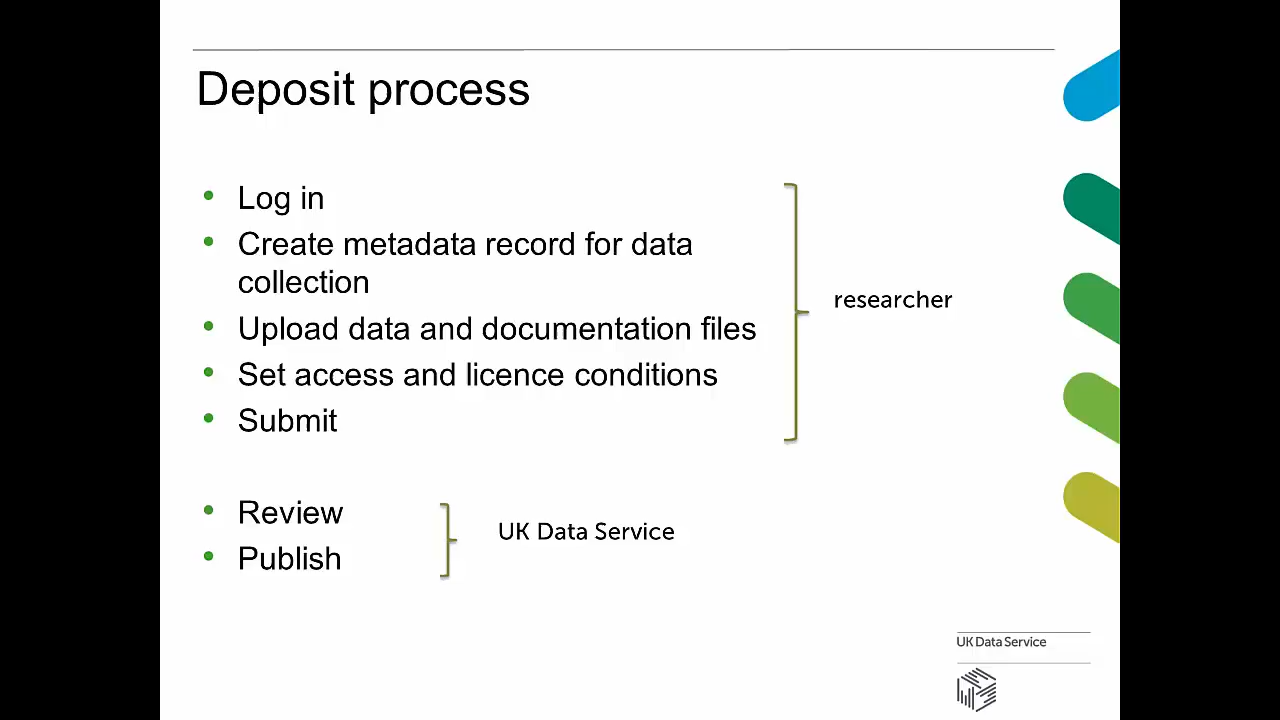 Deposit process
• Log in
• Create metadata record for data
collection
• Upload data and documentation files
• Set access and licence conditions
• Submit
researcher
• Review
• Publish
UK Data Service
UK Data Service